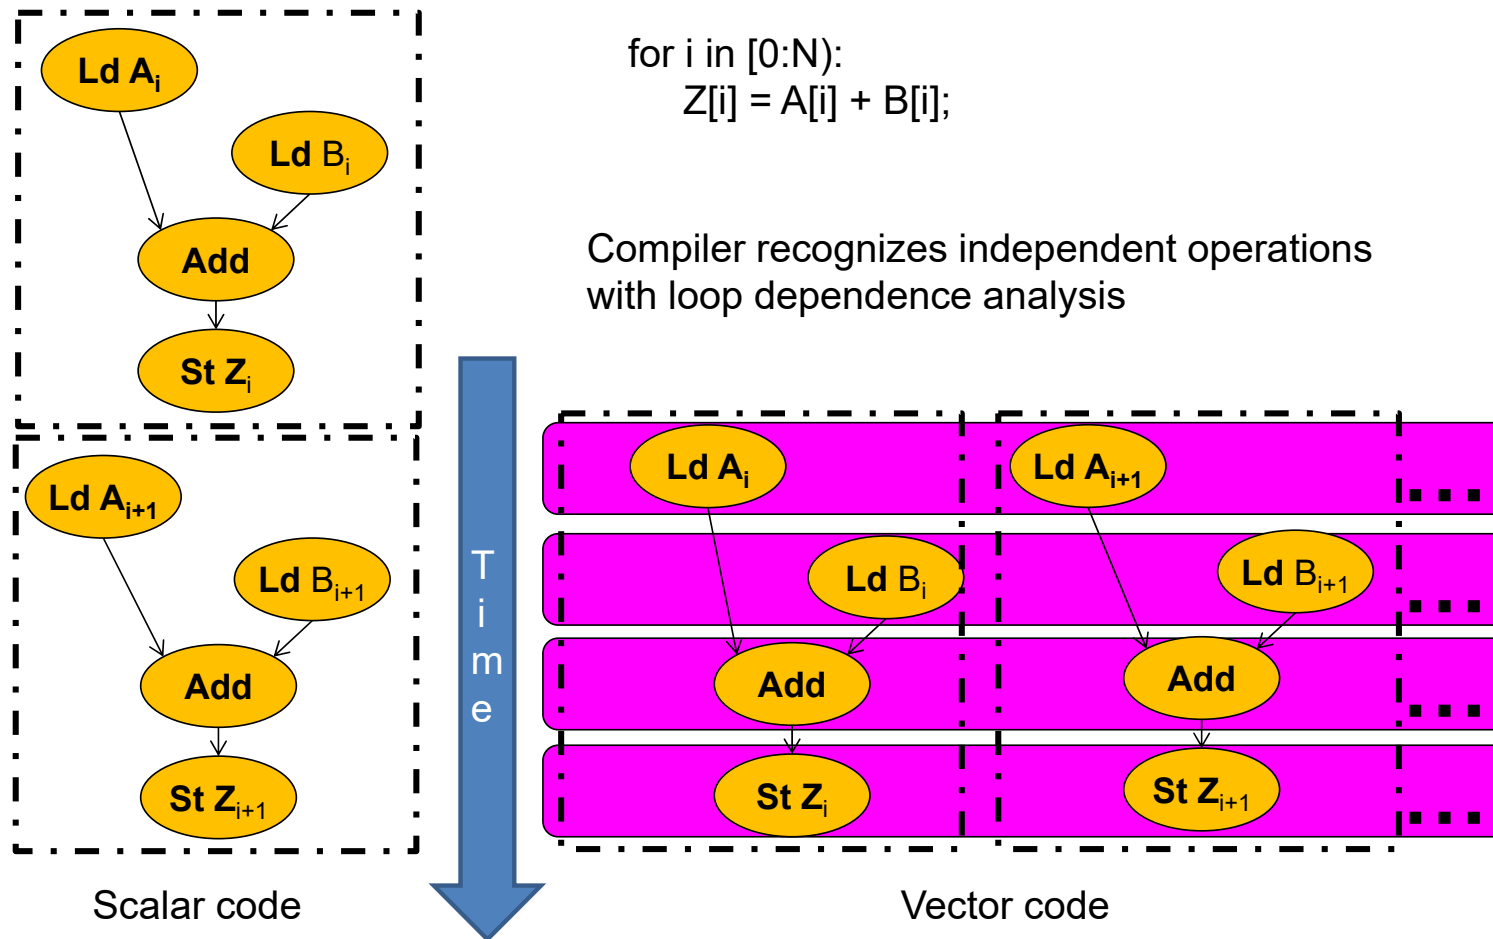 for i in [0:N):
Z[i] = A[i] + B[i];
Compiler recognizes independent operations
with loop dependence analysis
Ld Aᵢ
Ld Bᵢ
Add
St Zᵢ
Ld Aᵢ₊₁
Ld Bᵢ₊₁
Add
St Zᵢ₊₁
Scalar code
T
i
m
e
Ld Aᵢ
Ld Aᵢ₊₁
...
Ld Bᵢ
Ld Bᵢ₊₁
...
Add
Add
...
St Zᵢ
St Zᵢ₊₁
...
Vector code